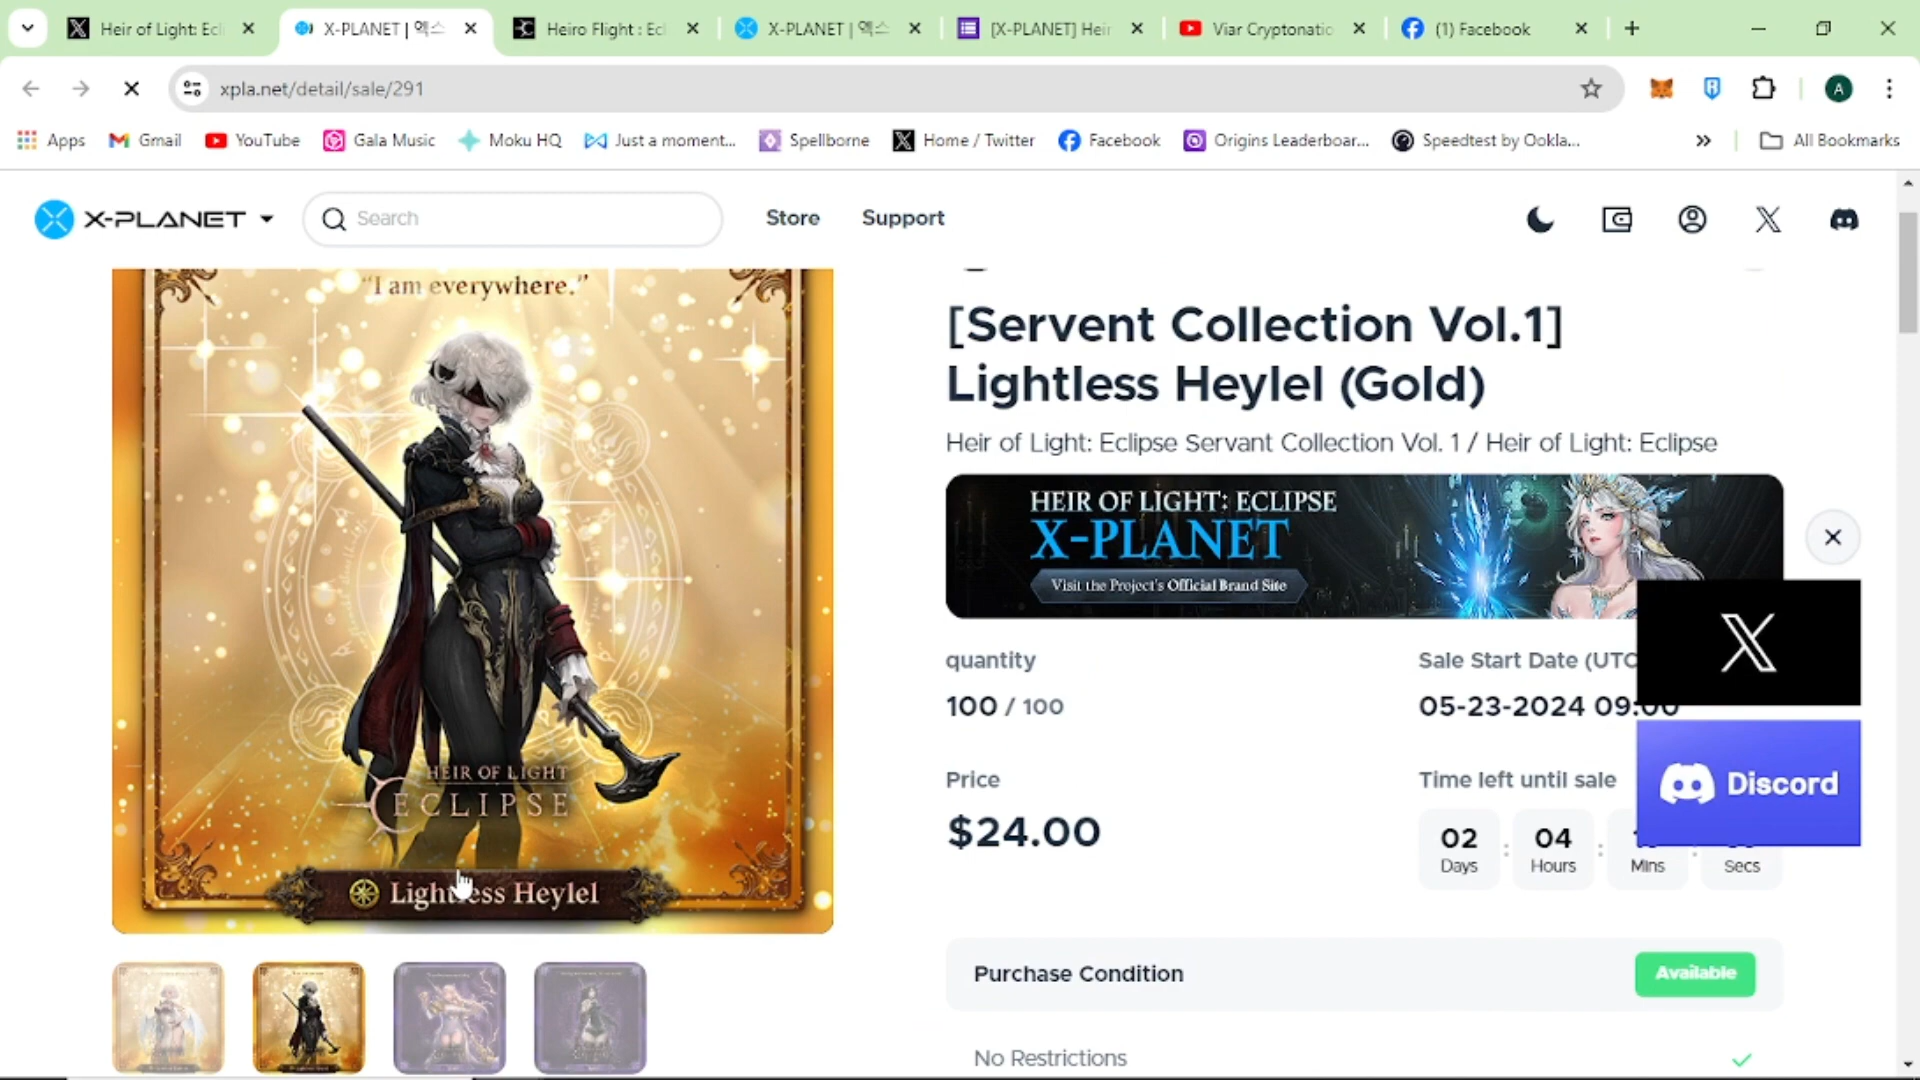 Heir of Light: Ecl
X-PLANET | 엑스
Heiro Flight : Ecl
X-PLANET | 엑스
[X-PLANET] Heir
Viar Cryptonatio
(1) Facebook
xpla.net/detail/sale/291
A
Apps
Gmail
YouTube
Gala Music
Moku HQ
Just a moment...
Spellborne
Home / Twitter
Facebook
Origins Leaderboar...
Speedtest by Ookla...
All Bookmarks
X-PLANET
Search
Store
Support
"I am everywhere."
HEIR OF LIGHT
ECLIPSE
Lightless Heylel
[Servent Collection Vol.1]
Lightless Heylel (Gold)
Heir of Light: Eclipse Servant Collection Vol. 1 / Heir of Light: Eclipse
HEIR OF LIGHT: ECLIPSE
X-PLANET
Visit the Project's Official Brand Site
quantity
100 / 100
Sale Start Date (UTC
05-23-2024 09:00
Price
$24.00
Time left until sale
02
Days
04
Hours
Mins
Secs
Discord
Purchase Condition
Available
No Restrictions